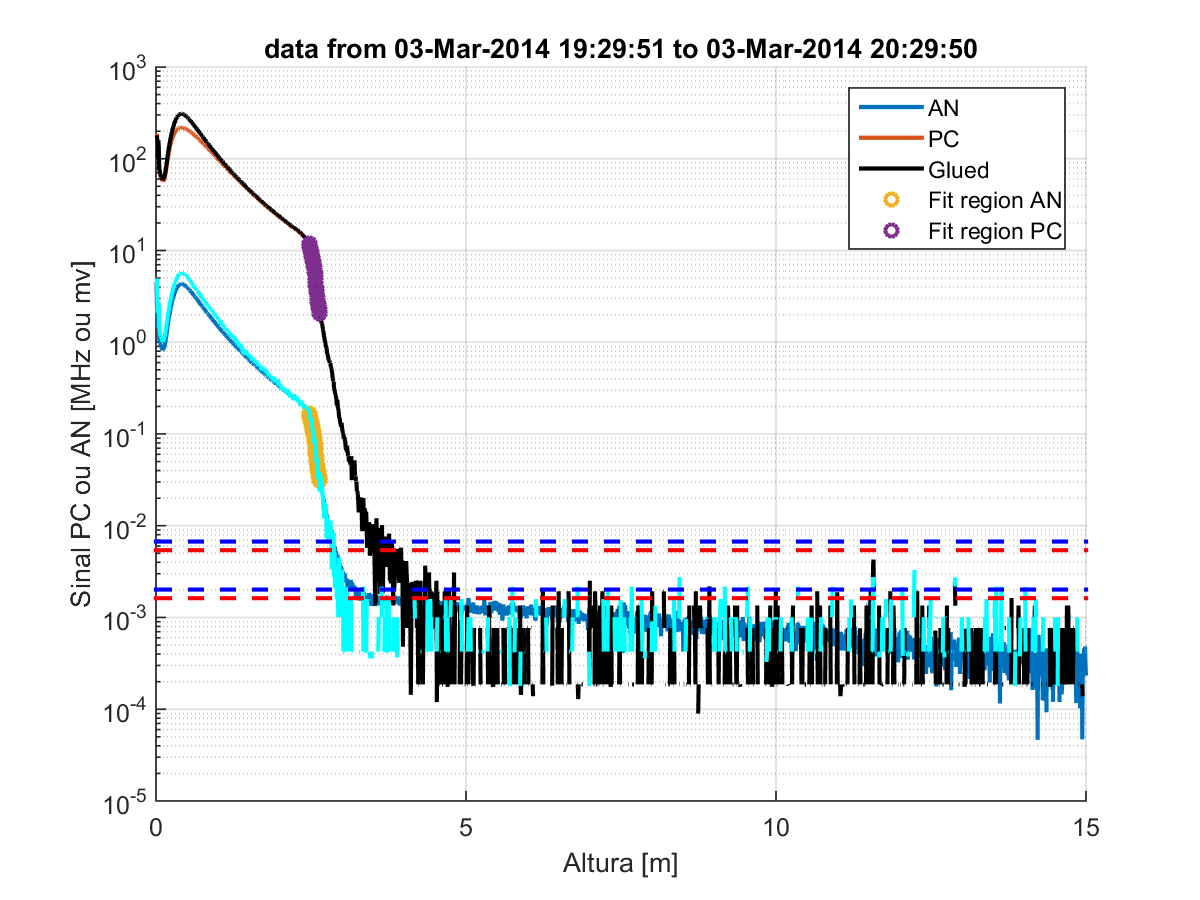 data from 03-Mar-2014 19:29:51 to 03-Mar-2014 20:29:50
Sinal PC ou AN [MHz ou mv]
10^3
10^2
10^1
10^0
10^-1
10^-2
10^-3
10^-4
10^-5
AN
PC
Glued
Fit region AN
Fit region PC
0 5 10 15
Altura [m]